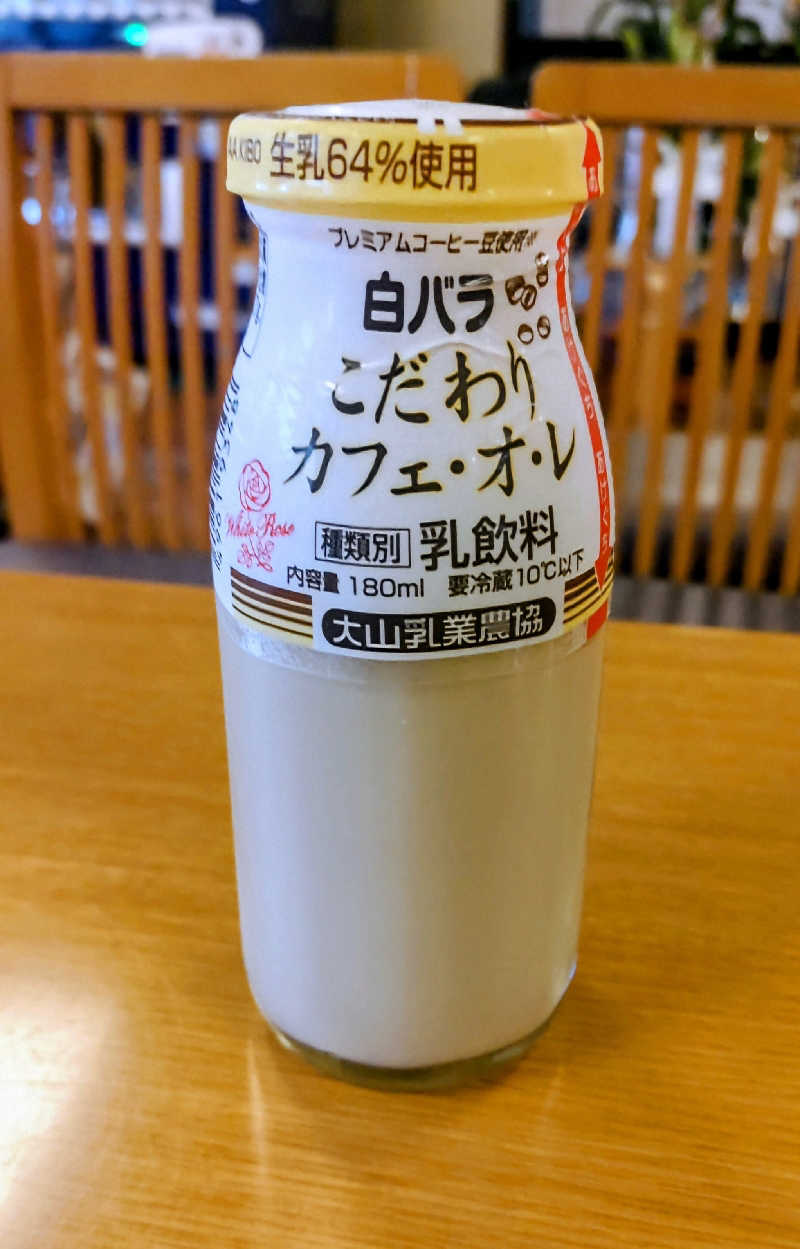 生乳64%使用
プレミアムコーヒー豆使用
白バラ
こだわり
カフェ・オ・レ
White Rose
種類別 乳飲料
内容量 180ml 要冷蔵10℃以下
大山乳業農協